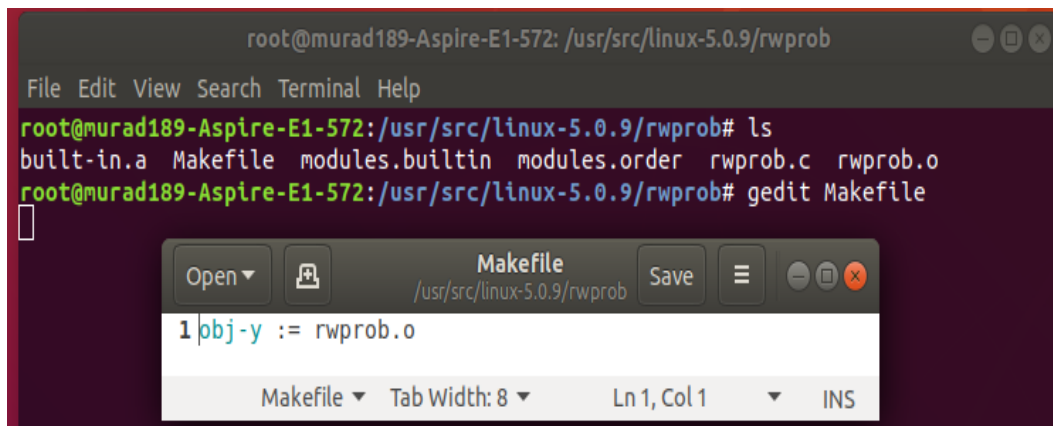 root@murad189-Aspire-E1-572: /usr/src/linux-5.0.9/rwprob
File Edit View Search Terminal Help
root@murad189-Aspire-E1-572:/usr/src/linux-5.0.9/rwprob# ls
built-in.a Makefile modules.builtin modules.order rwprob.c rwprob.o
root@murad189-Aspire-E1-572:/usr/src/linux-5.0.9/rwprob# gedit Makefile
Open Makefile Save
/usr/src/linux-5.0.9/rwprob
1 obj-y := rwprob.o
Makefile Tab Width: 8 Ln 1, Col 1 INS